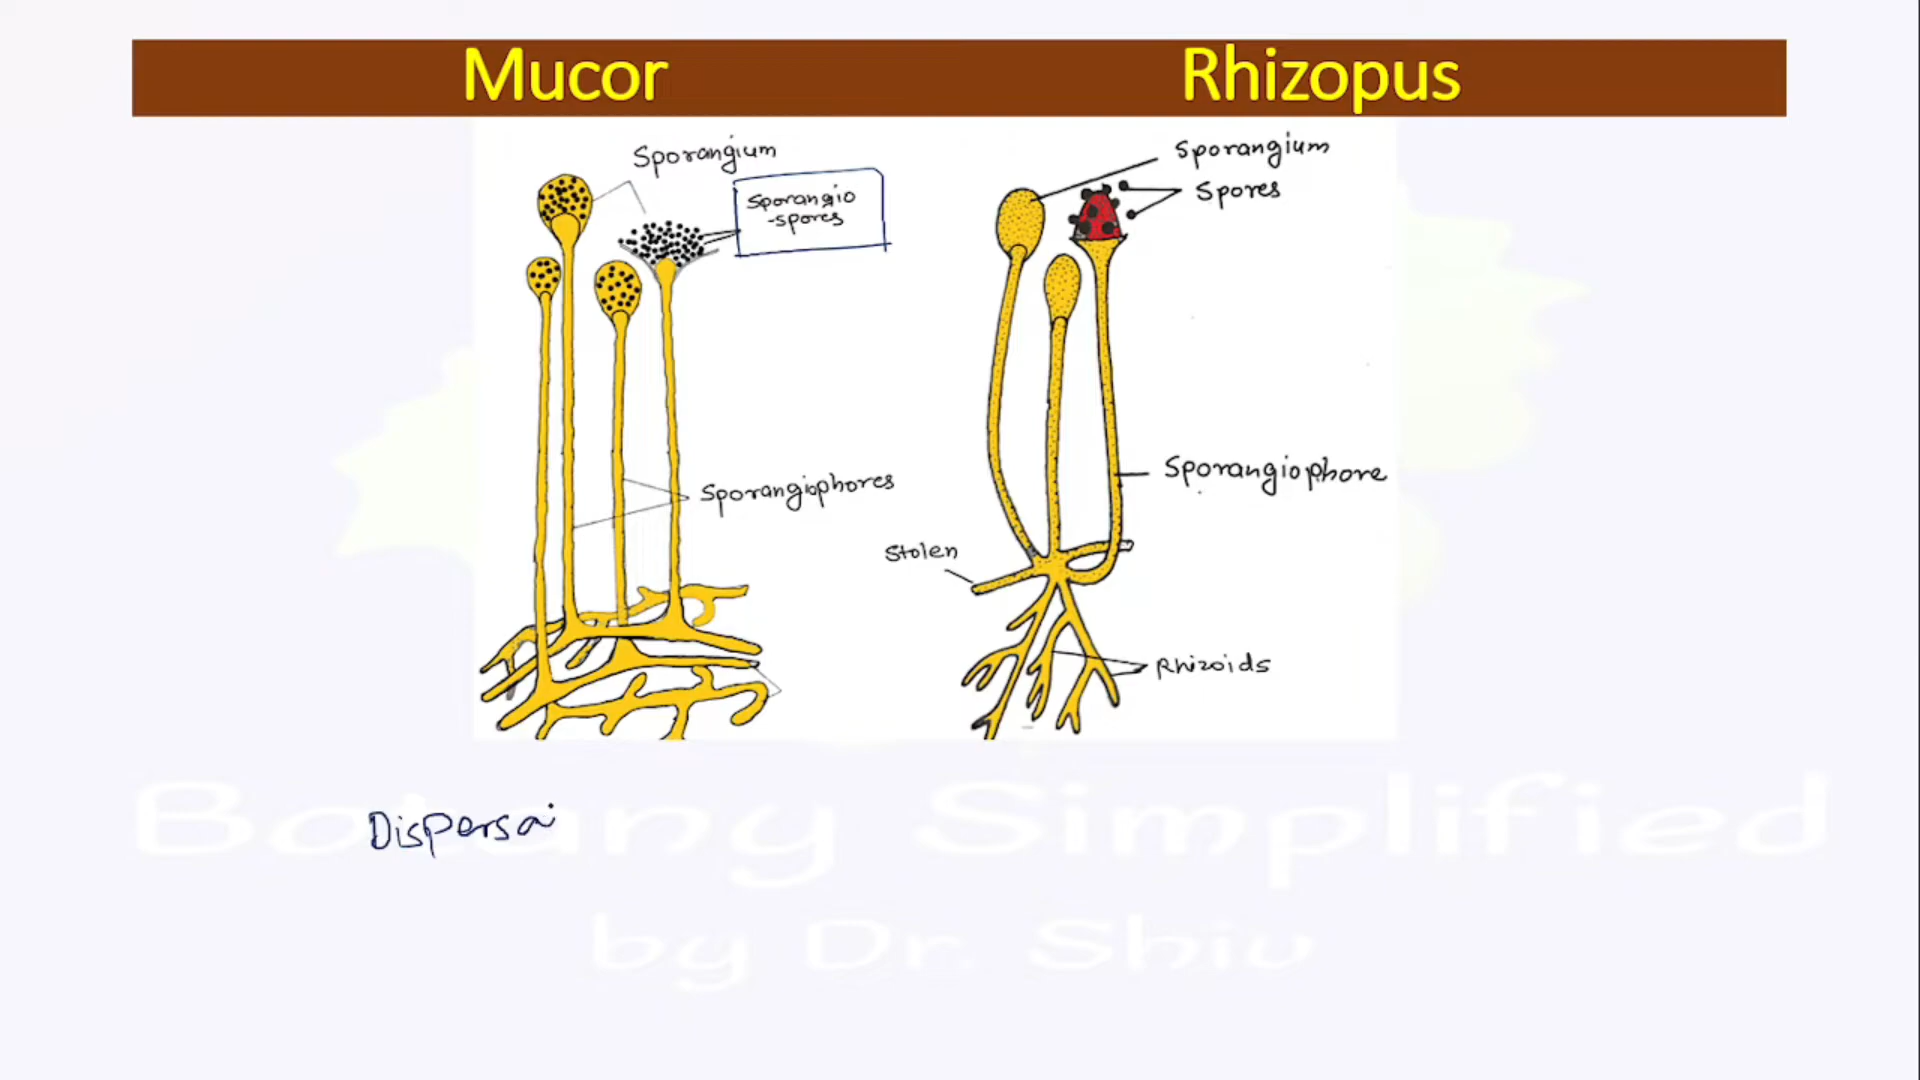 Mucor
Rhizopus
Sporangium
Sporangio
-spores
Sporangiophores
Sporangium
Spores
Sporangiophore
Stolen
Rhizoids
Dispersa
Botany Simplified
by Dr. Shiv